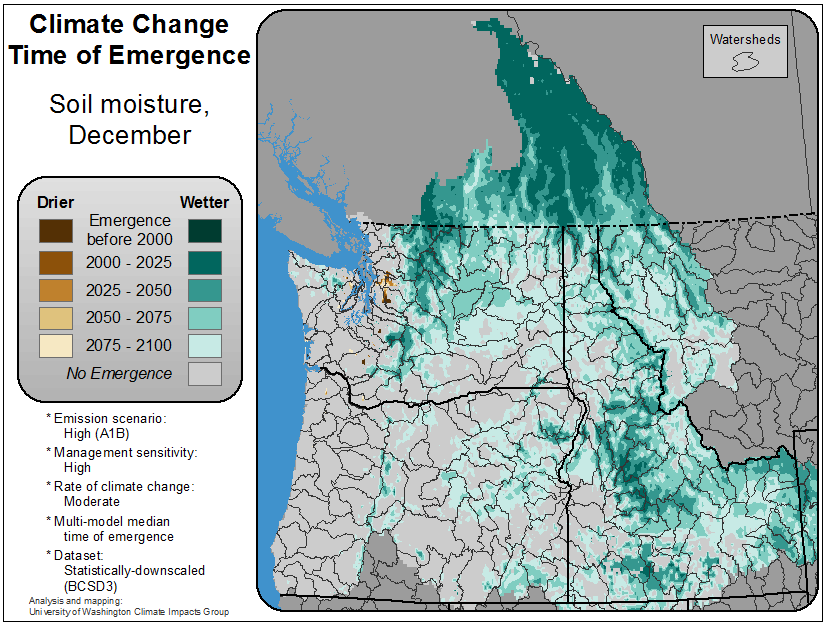 Climate Change
Time of Emergence
Soil moisture,
December
Drier
Wetter
Emergence
before 2000
2000 - 2025
2025 - 2050
2050 - 2075
2075 - 2100
No Emergence
* Emission scenario:
High (A1B)
* Management sensitivity:
High
* Rate of climate change:
Moderate
* Multi-model median
time of emergence
* Dataset:
Statistically-downscaled
(BCSD3)
Analysis and mapping:
University of Washington Climate Impacts Group
Watersheds